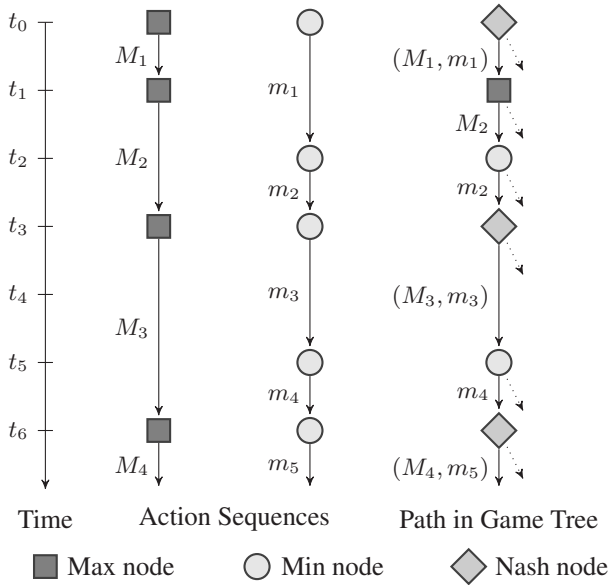 t₀
M₁ (M₁, m₁)
t₁ m₁
M₂
t₂
M₂ m₂ m₂
t₃
t₄ m₃ (M₃, m₃)
M₃
t₅
m₄ m₄
t₆
M₄ m₅ (M₄, m₅)
Time Action Sequences Path in Game Tree
Max node Min node Nash node